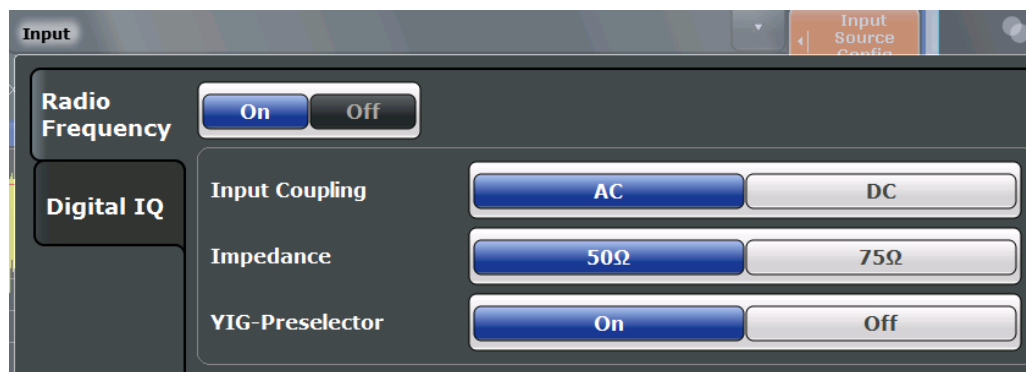 Input
Input
Source
Config
Radio
Frequency
On Off
Digital IQ
Input Coupling AC DC
Impedance 50Ω 75Ω
YIG-Preselector On Off